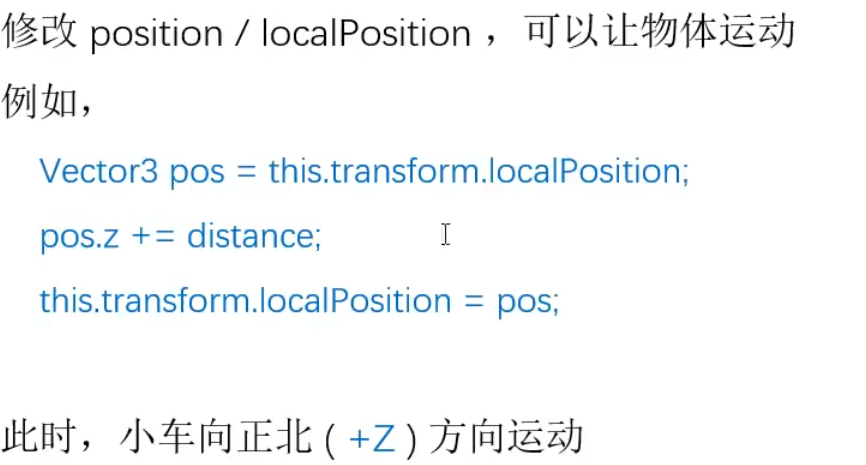 修改 position / localPosition ，可以让物体运动
例如，
Vector3 pos = this.transform.localPosition;
pos.z += distance;
this.transform.localPosition = pos;
此时，小车向正北 ( +Z ) 方向运动